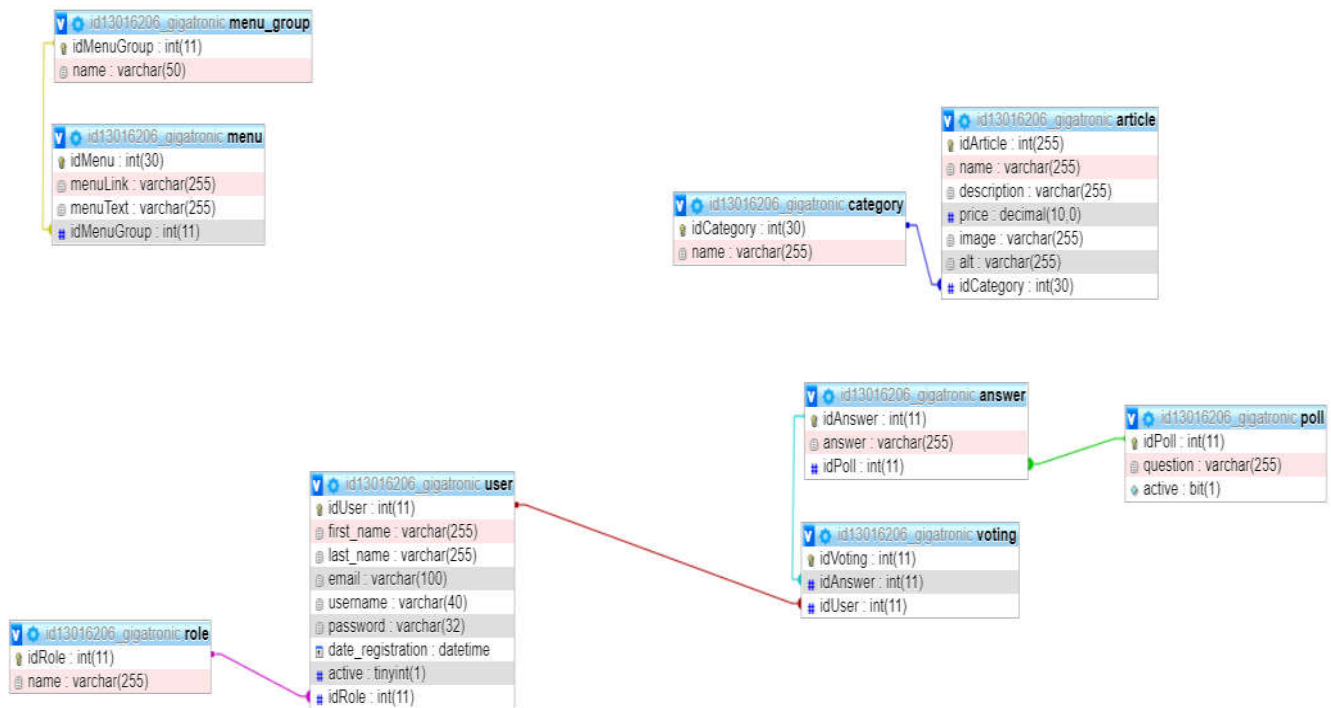 id13016206_gigatronic menu_group
idMenuGroup : int(11)
name : varchar(50)
id13016206_gigatronic menu
idMenu : int(30)
menuLink : varchar(255)
menuText : varchar(255)
idMenuGroup : int(11)
id13016206_gigatronic category
idCategory : int(30)
name : varchar(255)
id13016206_gigatronic article
idArticle : int(255)
name : varchar(255)
description : varchar(255)
price : decimal(10,0)
image : varchar(255)
alt : varchar(255)
idCategory : int(30)
id13016206_gigatronic answer
idAnswer : int(11)
answer : varchar(255)
idPoll : int(11)
id13016206_gigatronic poll
idPoll : int(11)
question : varchar(255)
active : bit(1)
id13016206_gigatronic user
idUser : int(11)
first_name : varchar(255)
last_name : varchar(255)
email : varchar(100)
username : varchar(40)
password : varchar(32)
date_registration : datetime
active : tinyint(1)
idRole : int(11)
id13016206_gigatronic voting
idVoting : int(11)
idAnswer : int(11)
idUser : int(11)
id13016206_gigatronic role
idRole : int(11)
name : varchar(255)